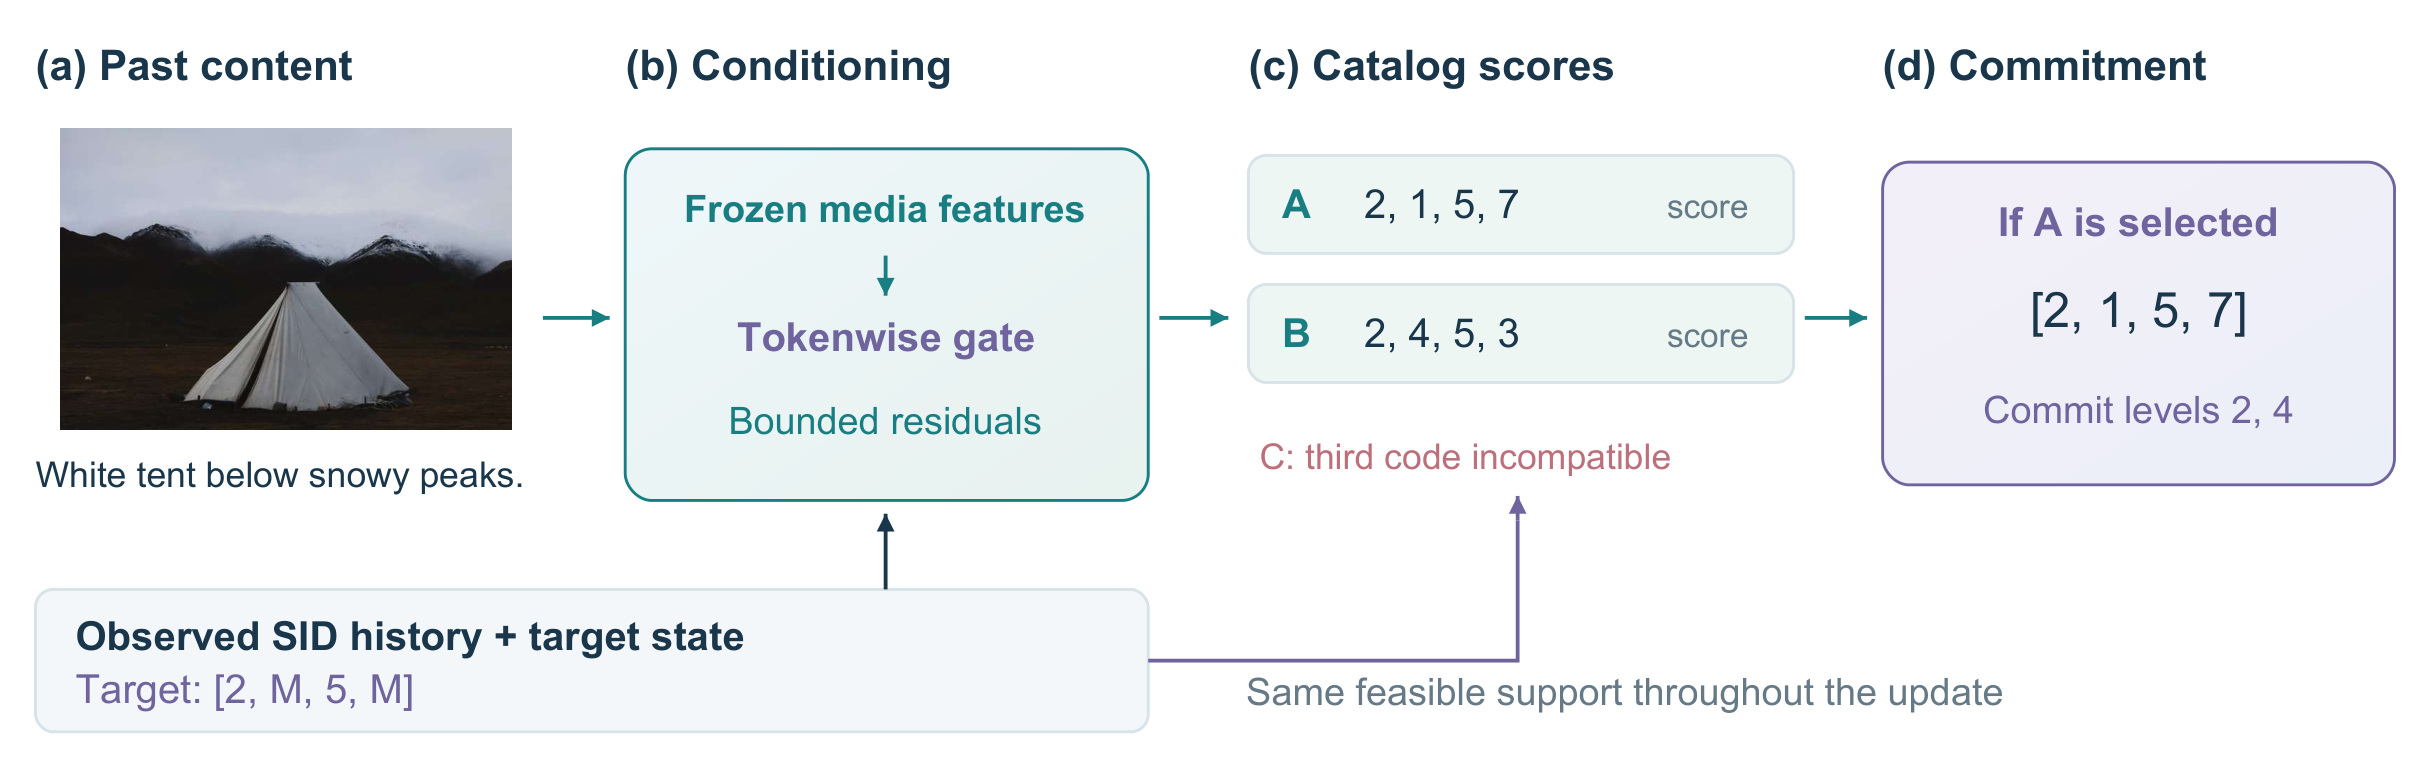 (a) Past content
White tent below snowy peaks.
(b) Conditioning
Frozen media features
Tokenwise gate
Bounded residuals
(c) Catalog scores
A 2, 1, 5, 7 score
B 2, 4, 5, 3 score
C: third code incompatible
(d) Commitment
If A is selected
[2, 1, 5, 7]
Commit levels 2, 4
Observed SID history + target state
Target: [2, M, 5, M]
Same feasible support throughout the update